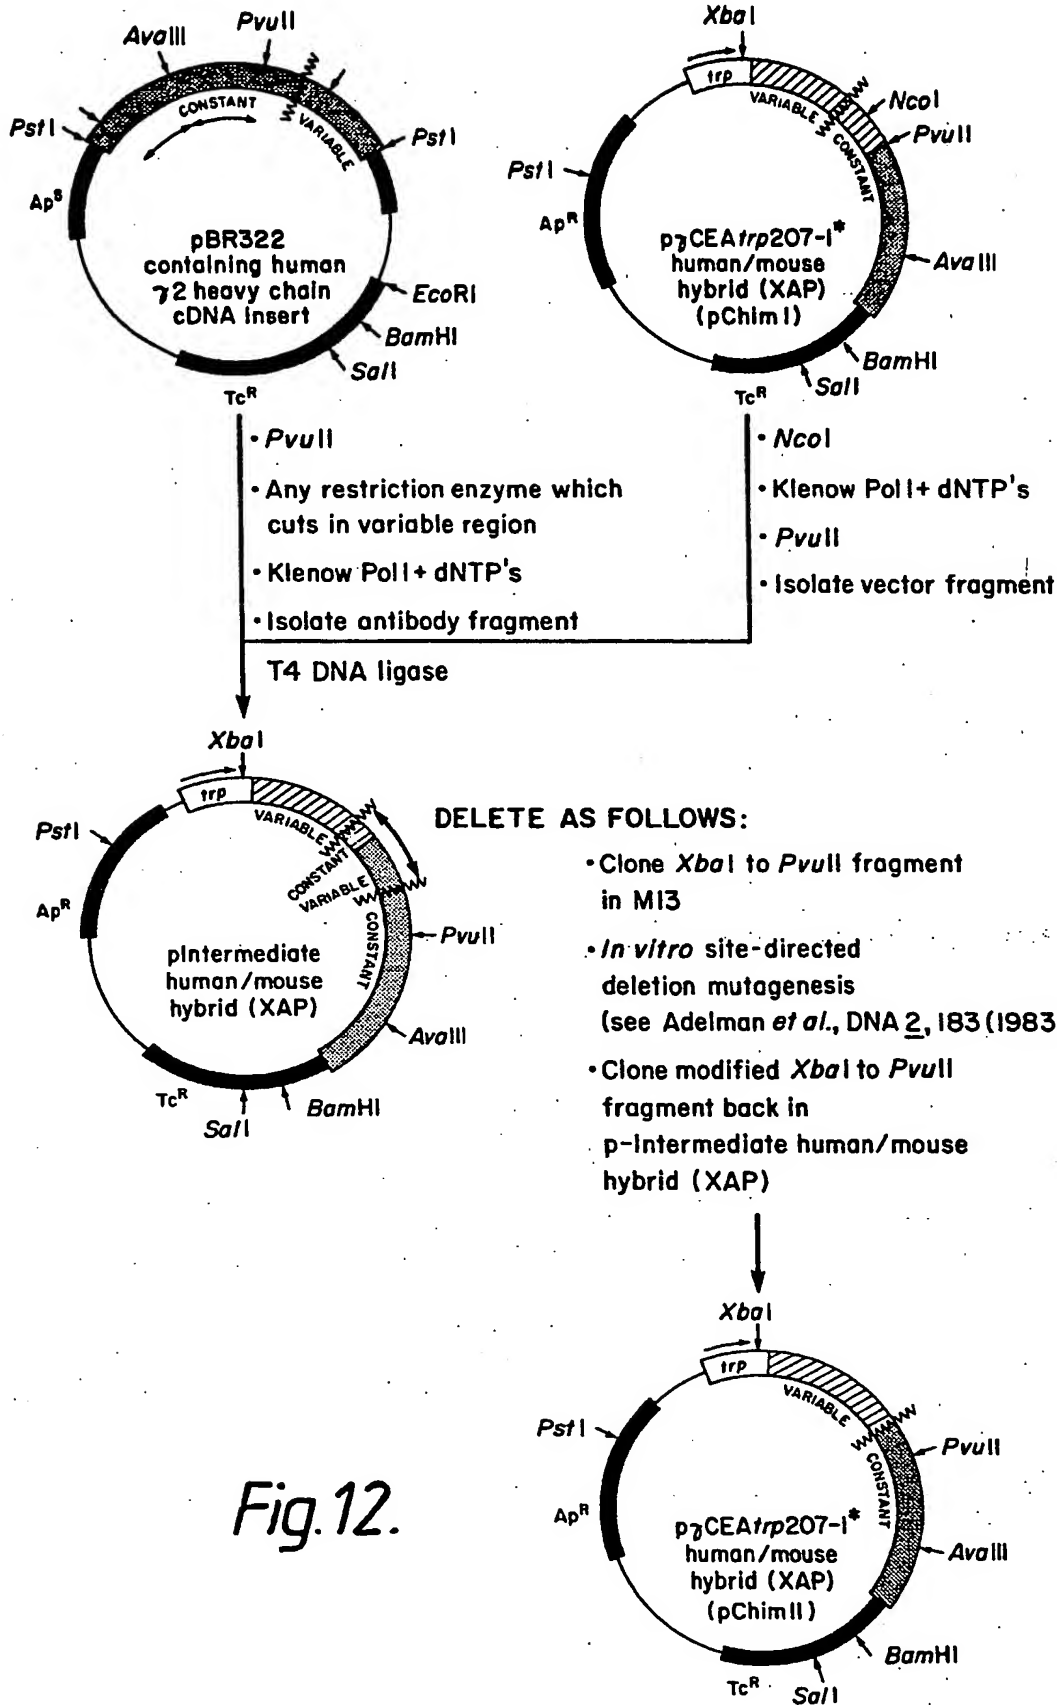 PvuII
AvaIII
PstI
CONSTANT
VARIABLE
PstI
Ap^S
pBR322
containing human
γ2 heavy chain
cDNA insert
EcoRI
BamHI
SalI
Tc^R
XbaI
trp
VARIABLE
CONSTANT
NcoI
PvuII
PstI
Ap^R
pγCEAtrp207-1*
human/mouse
hybrid (XAP)
(pChim I)
AvaIII
BamHI
SalI
Tc^R
• PvuII
• Any restriction enzyme which
cuts in variable region
• Klenow Pol I + dNTP's
• Isolate antibody fragment
• NcoI
• Klenow Pol I + dNTP's
• PvuII
• Isolate vector fragment
T4 DNA ligase
XbaI
trp
VARIABLE
CONSTANT
VARIABLE
CONSTANT
PstI
Ap^R
pIntermediate
human/mouse
hybrid (XAP)
PvuII
AvaIII
BamHI
SalI
Tc^R
DELETE AS FOLLOWS:
• Clone XbaI to PvuII fragment
in M13
• In vitro site-directed
deletion mutagenesis
(see Adelman et al., DNA 2, 183 (1983
• Clone modified XbaI to PvuII
fragment back in
p-Intermediate human/mouse
hybrid (XAP)
XbaI
trp
VARIABLE
CONSTANT
PstI
Ap^R
pγCEAtrp207-1*
human/mouse
hybrid (XAP)
(pChim II)
PvuII
AvaIII
BamHI
SalI
Tc^R
Fig. 12.